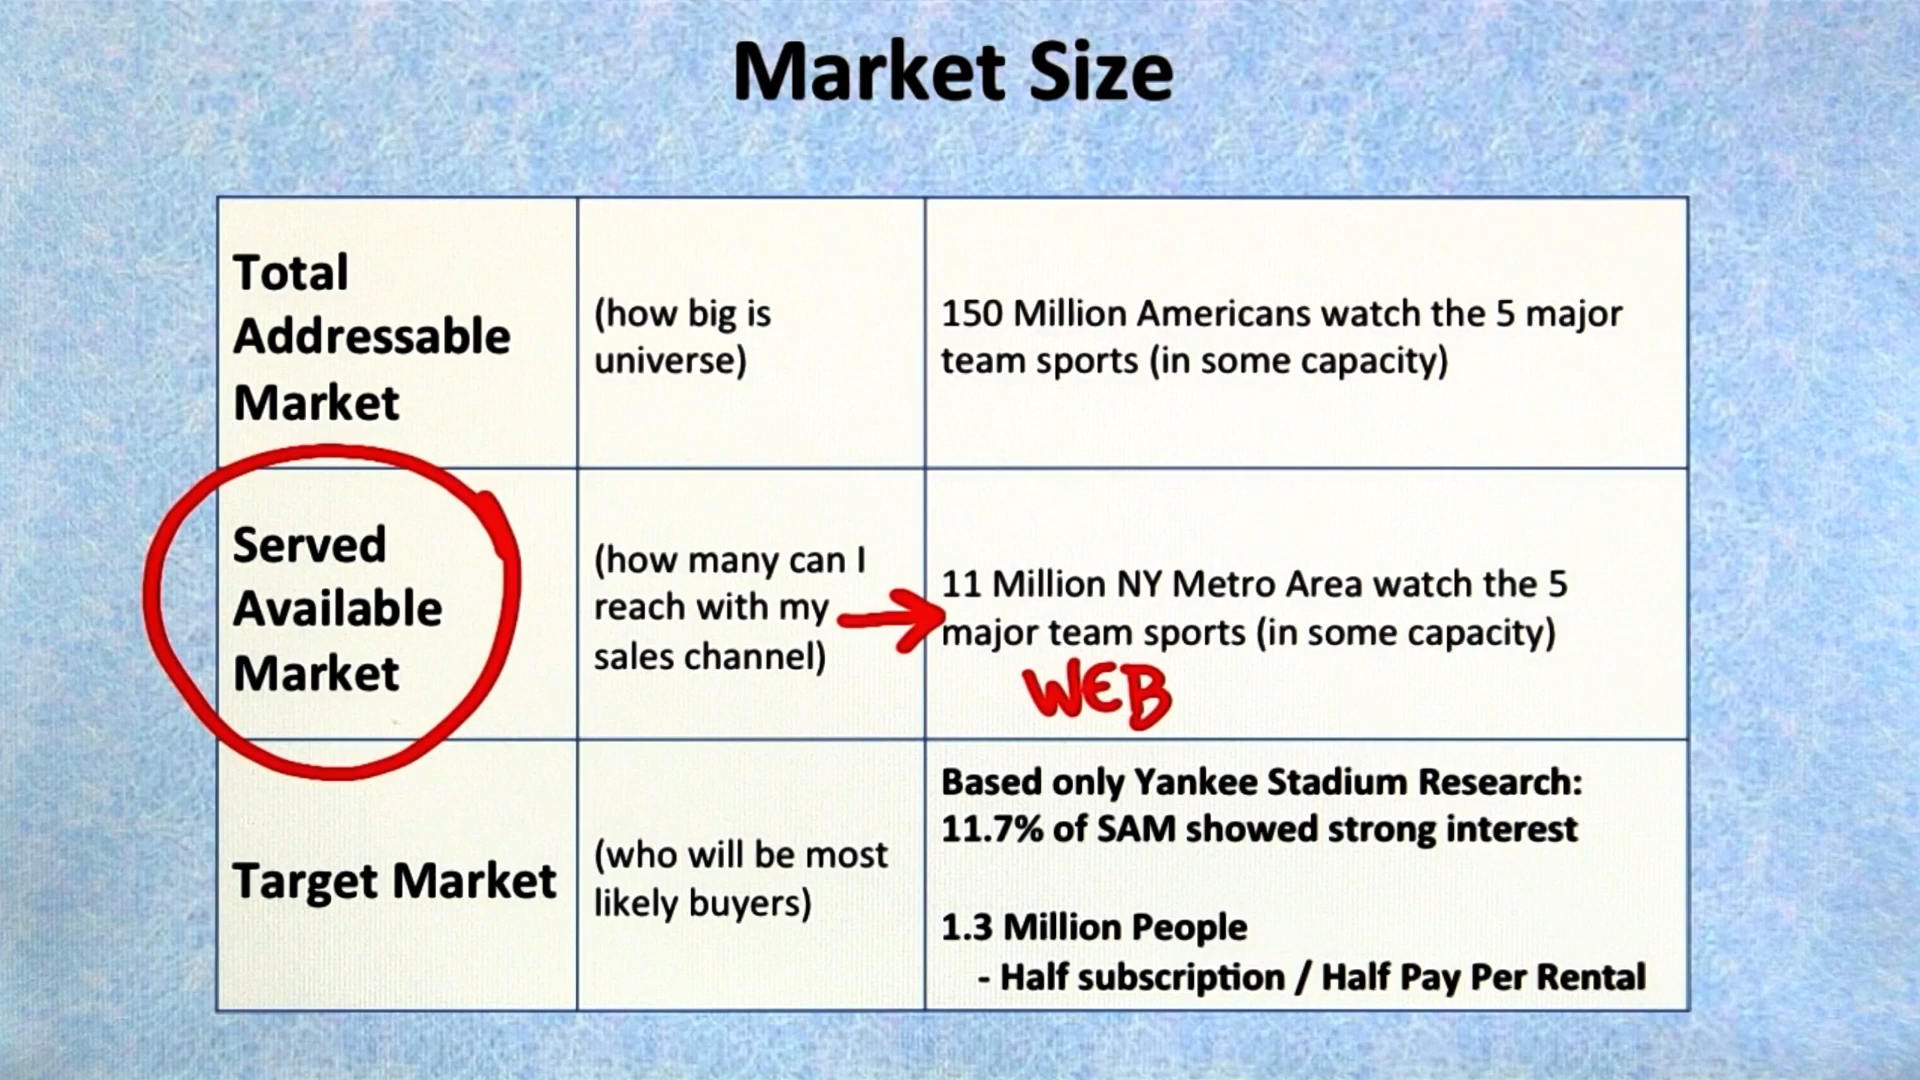 Market Size
Total
Addressable
Market
(how big is
universe)
150 Million Americans watch the 5 major
team sports (in some capacity)
Served
Available
Market
(how many can I
reach with my
sales channel)
11 Million NY Metro Area watch the 5
major team sports (in some capacity)
WEB
Target Market
(who will be most
likely buyers)
Based only Yankee Stadium Research:
11.7% of SAM showed strong interest
1.3 Million People
- Half subscription / Half Pay Per Rental